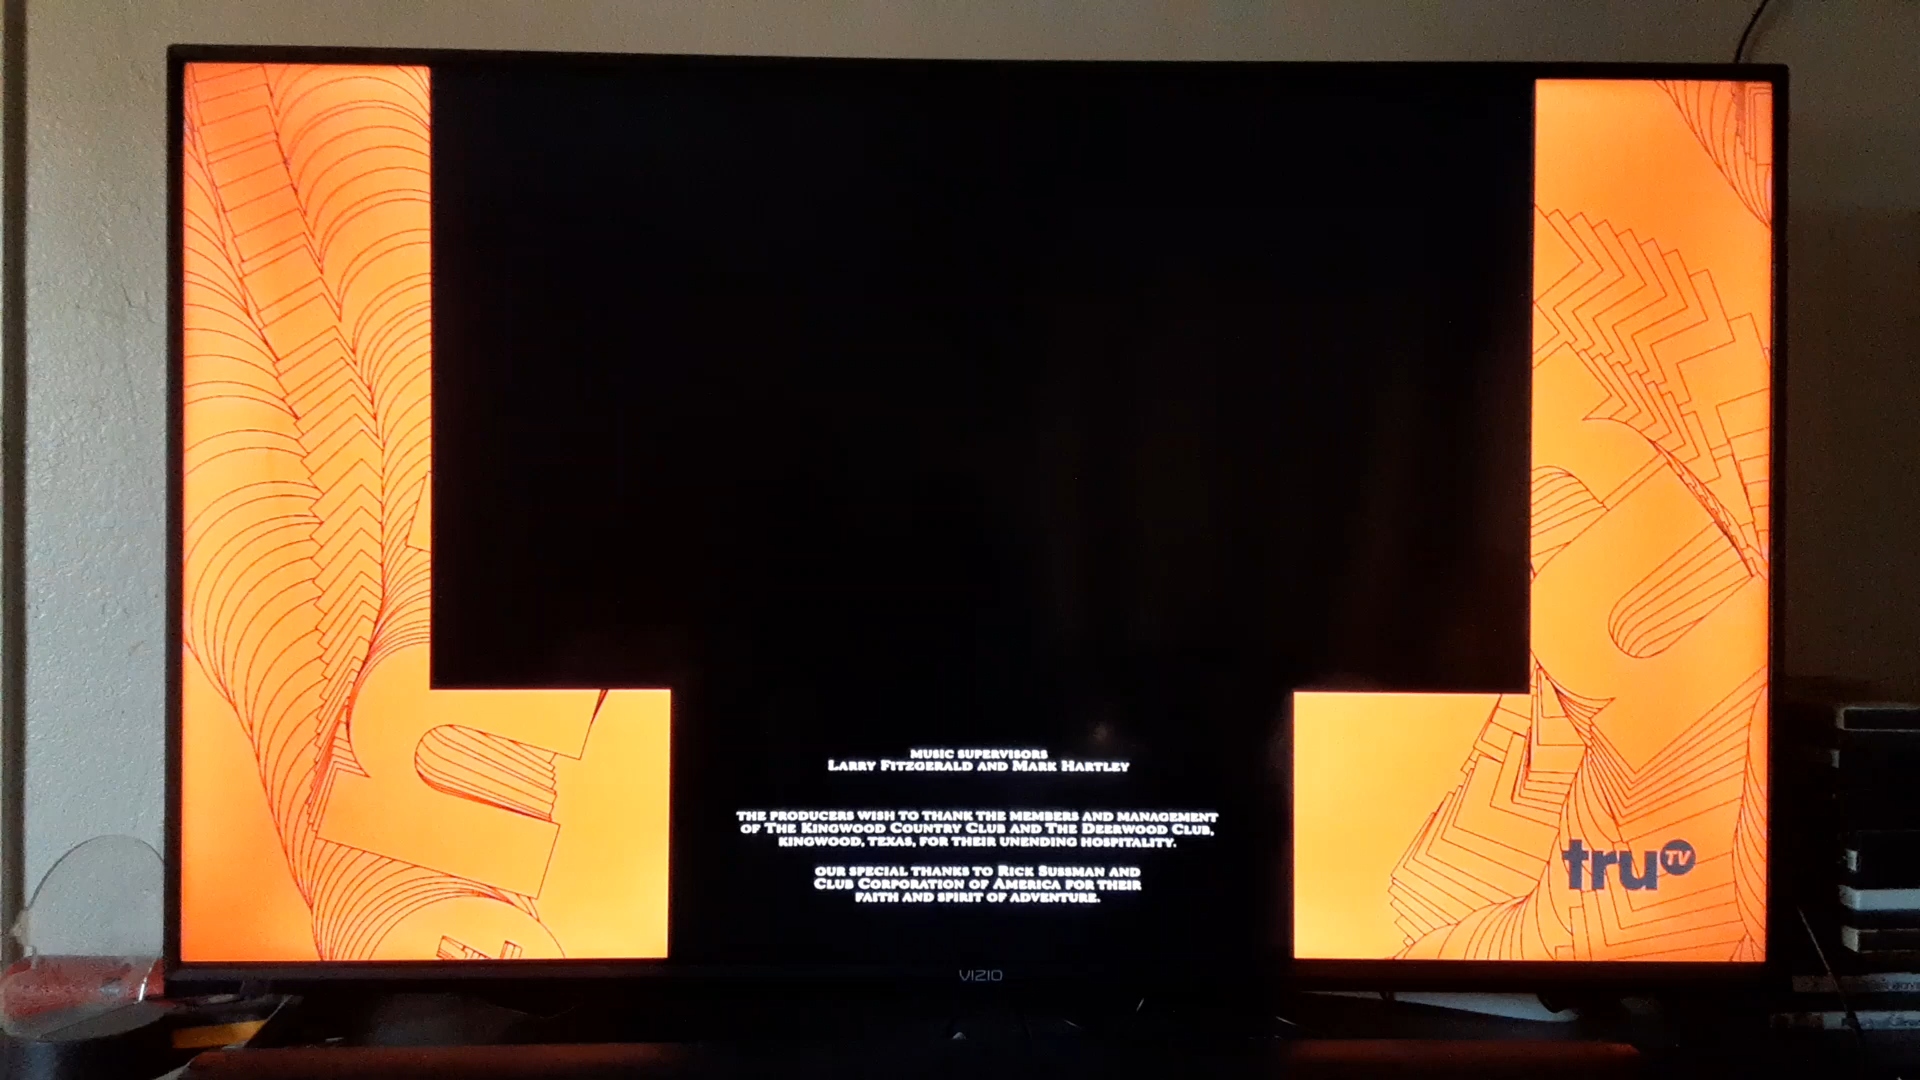 MUSIC SUPERVISORS
LARRY FITZGERALD AND MARK HARTLEY
THE PRODUCERS WISH TO THANK THE MEMBERS AND MANAGEMENT
OF THE KINGWOOD COUNTRY CLUB AND THE DEERWOOD CLUB,
KINGWOOD, TEXAS, FOR THEIR UNENDING HOSPITALITY.
OUR SPECIAL THANKS TO RICK SUSSMAN AND
CLUB CORPORATION OF AMERICA FOR THEIR
FAITH AND SPIRIT OF ADVENTURE.
truTV
VIZIO